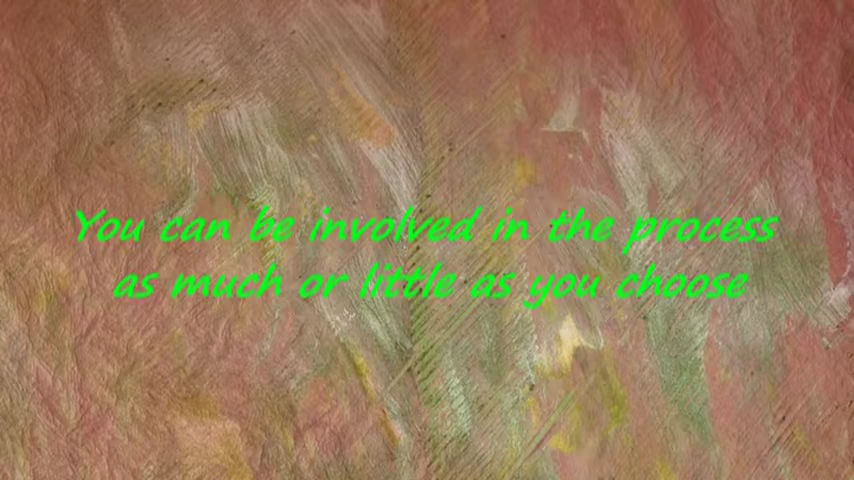 You can be involved in the process
as much or little as you choose